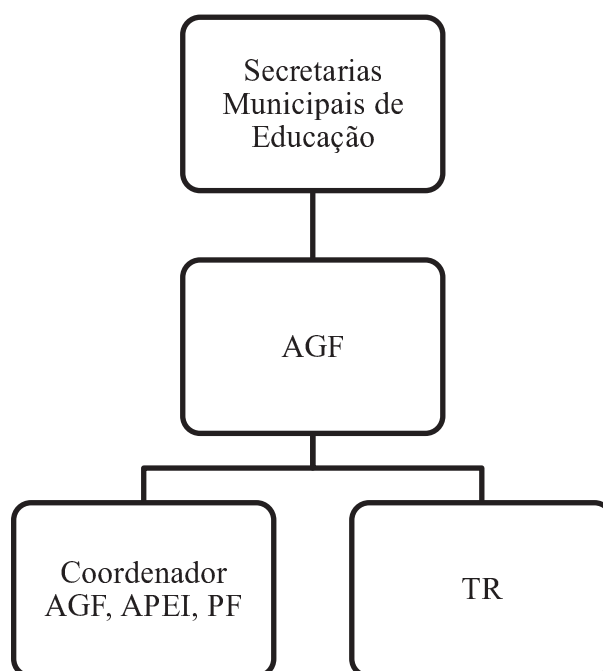 Secretarias
Municipais de
Educação
AGF
Coordenador
AGF, APEI, PF
TR